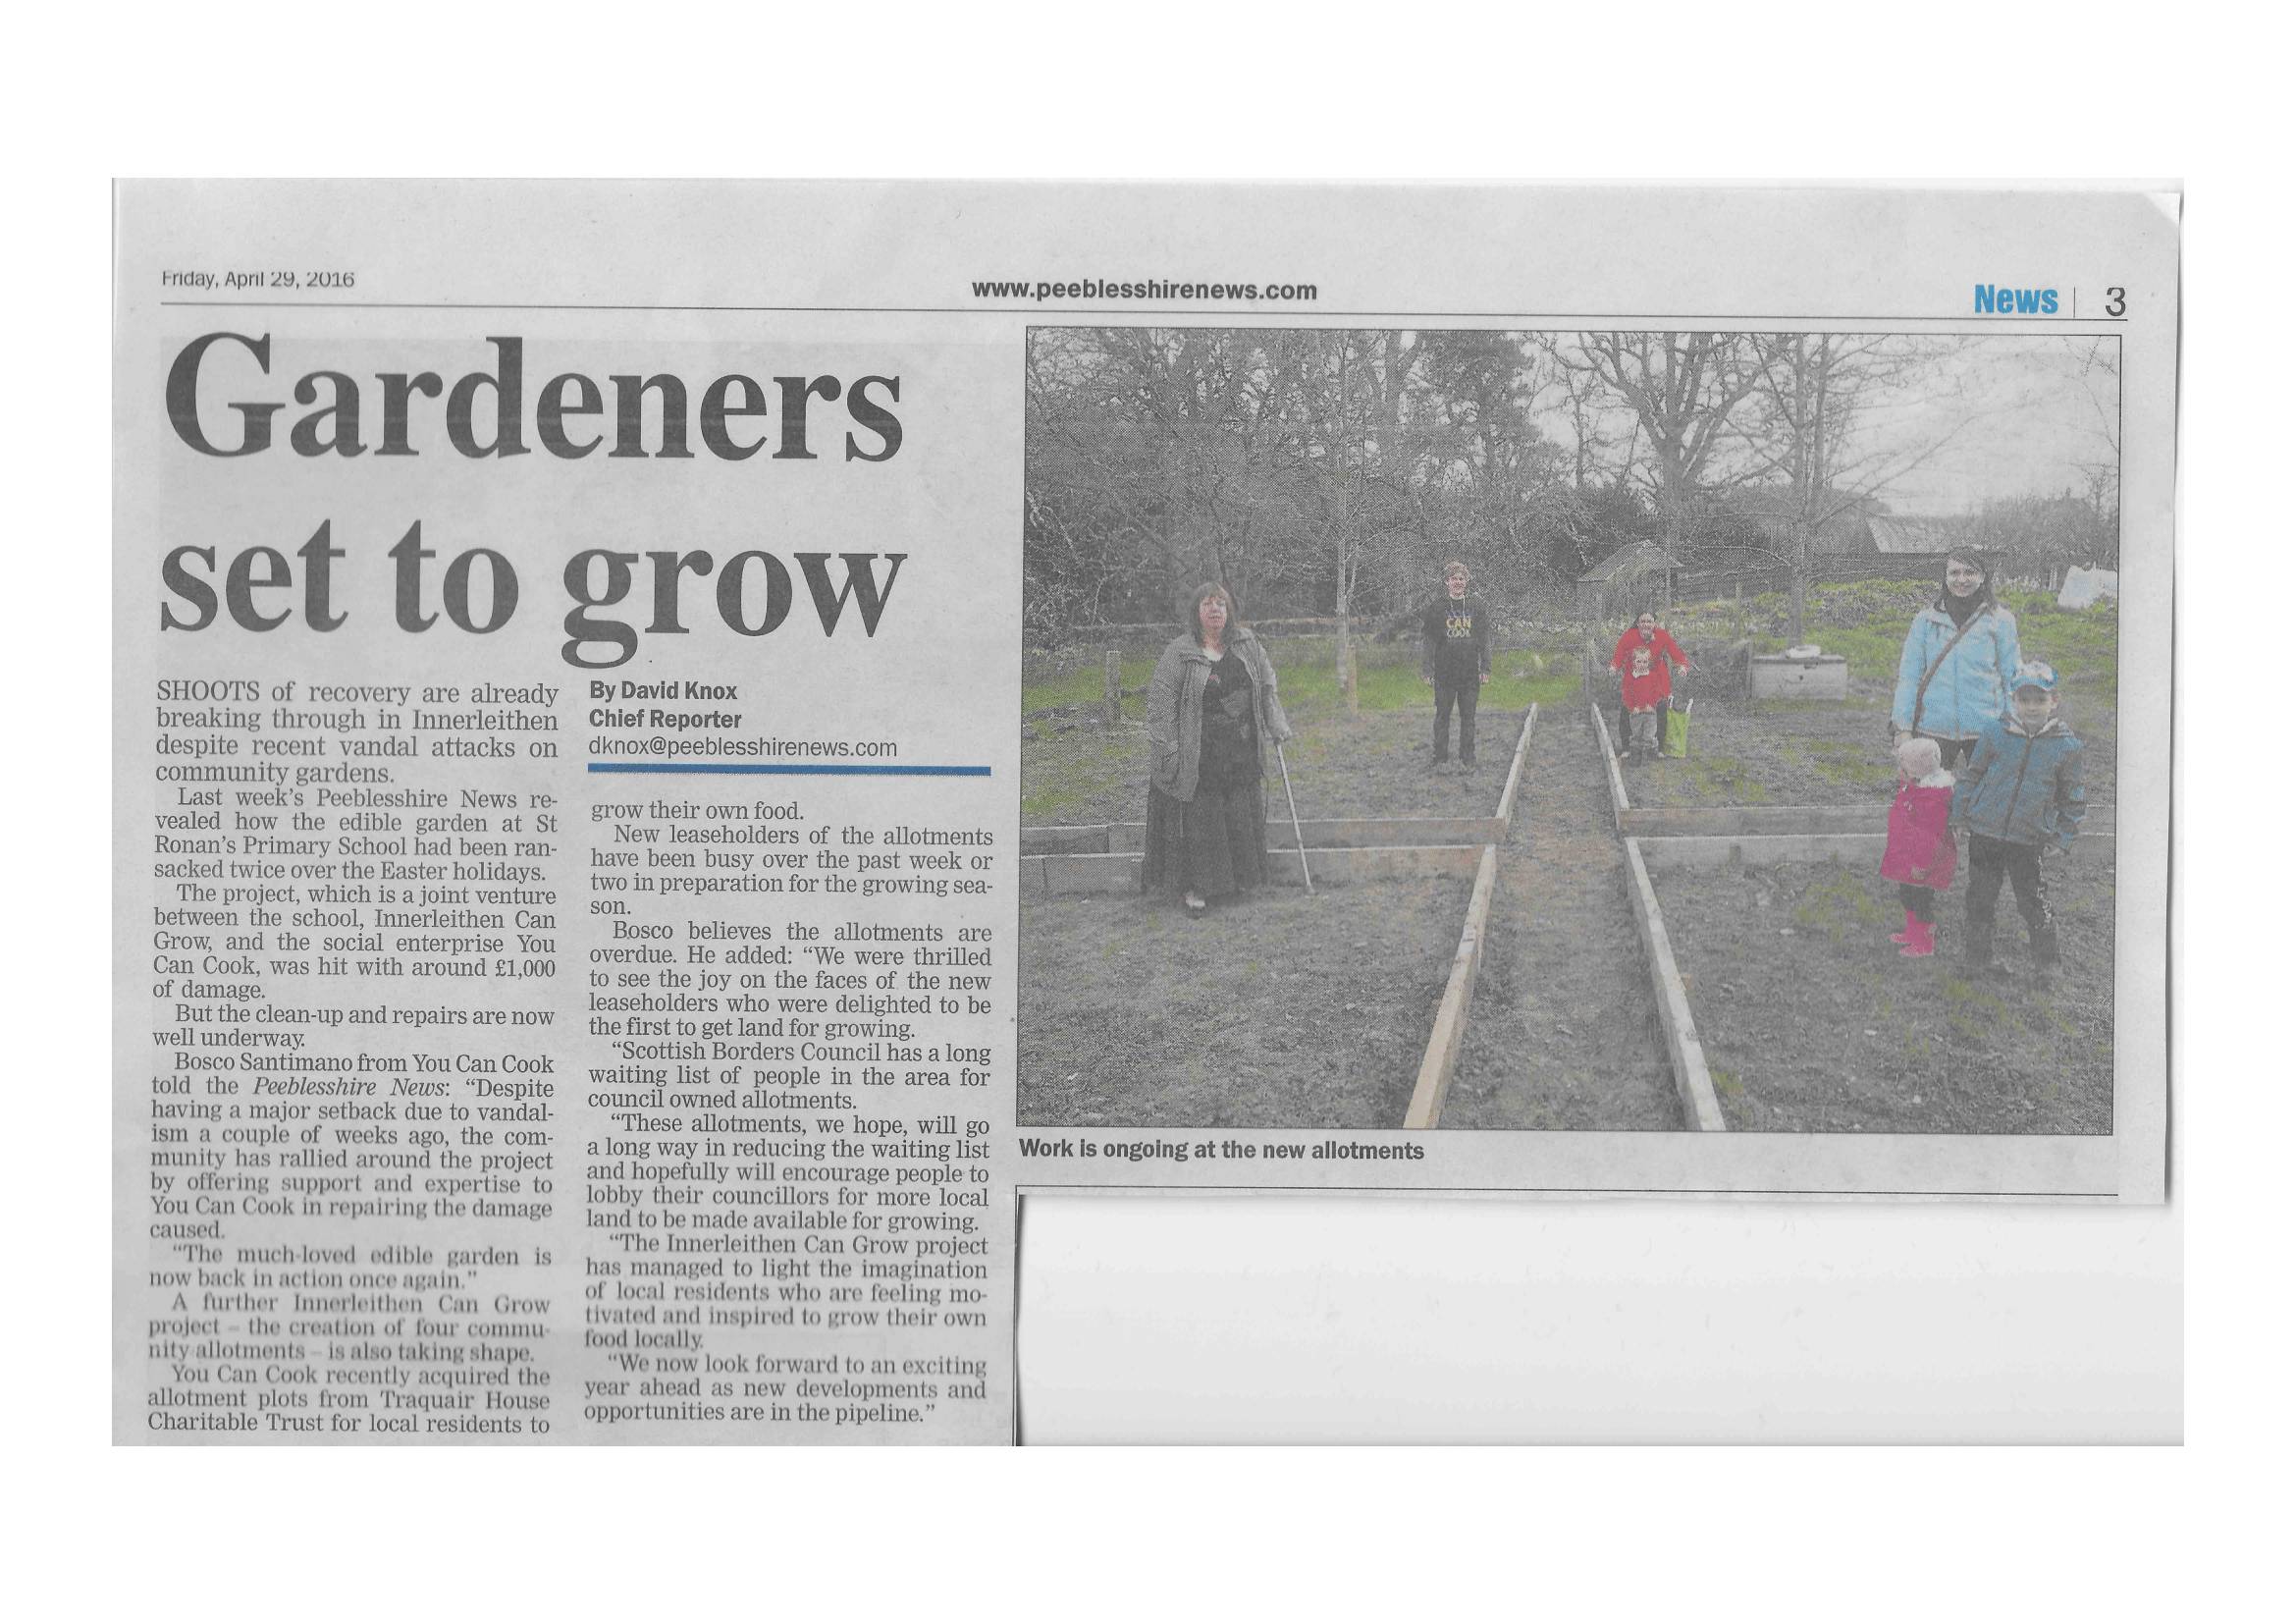 Friday, April 29, 2016
www.peeblesshirenews.com
News | 3
Gardeners
set to grow
SHOOTS of recovery are already
breaking through in Innerleithen
despite recent vandal attacks on
community gardens.
Last week's Peeblesshire News re-
vealed how the edible garden at St
Ronan's Primary School had been ran-
sacked twice over the Easter holidays.
The project, which is a joint venture
between the school, Innerleithen Can
Grow, and the social enterprise You
Can Cook, was hit with around £1,000
of damage.
But the clean-up and repairs are now
well underway.
Bosco Santimano from You Can Cook
told the Peeblesshire News: “Despite
having a major setback due to vandal-
ism a couple of weeks ago, the com-
munity has rallied around the project
by offering support and expertise to
You Can Cook in repairing the damage
caused.
“The much-loved edible garden is
now back in action once again.”
A further Innerleithen Can Grow
project – the creation of four commu-
nity allotments – is also taking shape.
You Can Cook recently acquired the
allotment plots from Traquair House
Charitable Trust for local residents to
By David Knox
Chief Reporter
dknox@peeblesshirenews.com
grow their own food.
New leaseholders of the allotments
have been busy over the past week or
two in preparation for the growing sea-
son.
Bosco believes the allotments are
overdue. He added: “We were thrilled
to see the joy on the faces of the new
leaseholders who were delighted to be
the first to get land for growing.
“Scottish Borders Council has a long
waiting list of people in the area for
council owned allotments.
“These allotments, we hope, will go
a long way in reducing the waiting list
and hopefully will encourage people to
lobby their councillors for more local
land to be made available for growing.
“The Innerleithen Can Grow project
has managed to light the imagination
of local residents who are feeling mo-
tivated and inspired to grow their own
food locally.
“We now look forward to an exciting
year ahead as new developments and
opportunities are in the pipeline.”
CAN
COOK
Work is ongoing at the new allotments